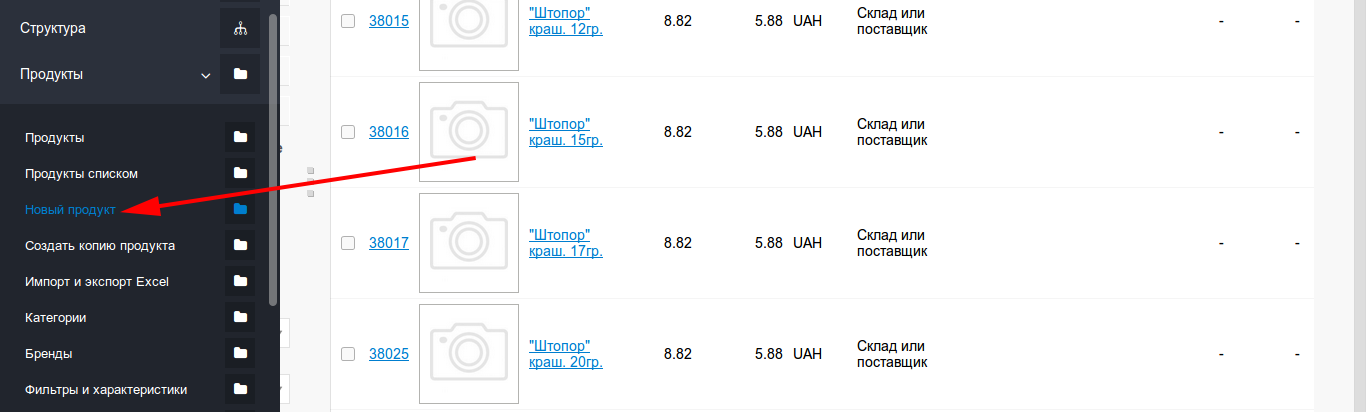 Структура
Продукты
Продукты
Продукты списком
Новый продукт
Создать копию продукта
Импорт и экспорт Excel
Категории
Бренды
Фильтры и характеристики
38015 "Штопор" 8.82 5.88 UAH Склад или - -
краш. 12гр. поставщик
38016 "Штопор" 8.82 5.88 UAH Склад или - -
краш. 15гр. поставщик
38017 "Штопор" 8.82 5.88 UAH Склад или - -
краш. 17гр. поставщик
38025 "Штопор" 8.82 5.88 UAH Склад или - -
краш. 20гр. поставщик